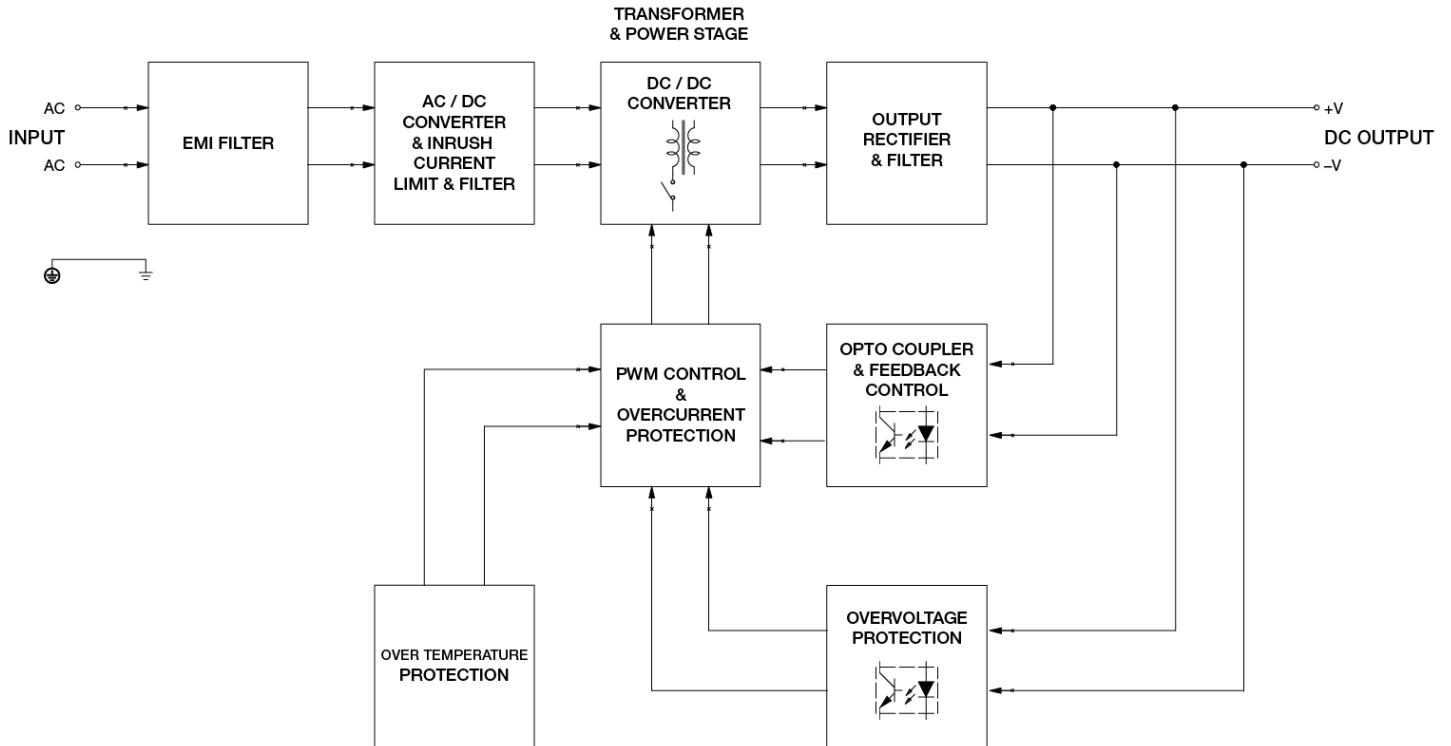 TRANSFORMER
& POWER STAGE
AC
INPUT
AC
EMI FILTER
AC / DC
CONVERTER
& INRUSH
CURRENT
LIMIT & FILTER
DC / DC
CONVERTER
OUTPUT
RECTIFIER
& FILTER
+V
DC OUTPUT
–V
PWM CONTROL
&
OVERCURRENT
PROTECTION
OPTO COUPLER
& FEEDBACK
CONTROL
OVER TEMPERATURE
PROTECTION
OVERVOLTAGE
PROTECTION